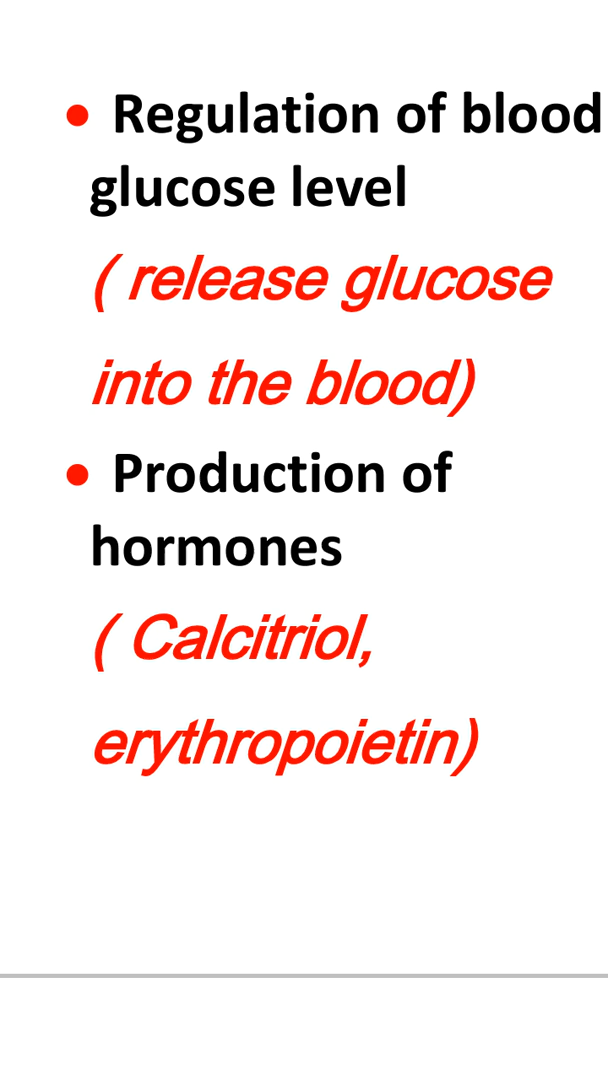 • Regulation of blood
glucose level
( release glucose
into the blood)
• Production of
hormones
( Calcitriol,
erythropoietin)